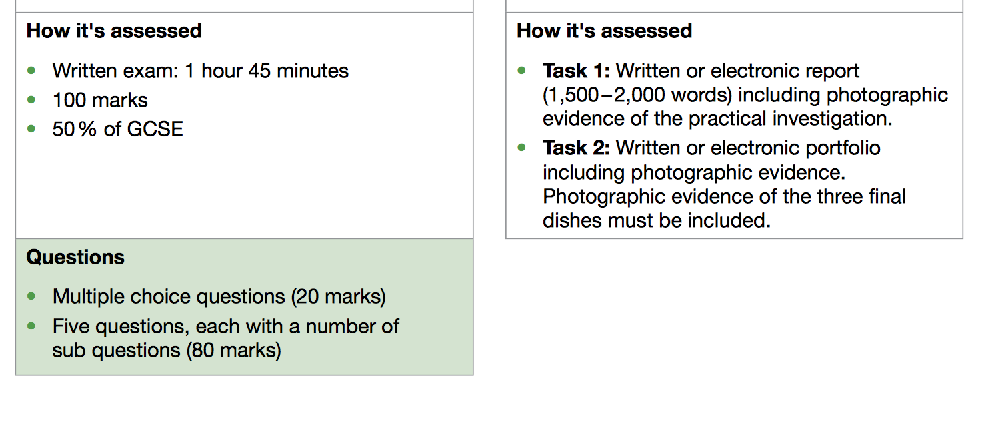 How it's assessed
• Written exam: 1 hour 45 minutes
• 100 marks
• 50% of GCSE
Questions
• Multiple choice questions (20 marks)
• Five questions, each with a number of
sub questions (80 marks)
How it's assessed
• Task 1: Written or electronic report
(1,500–2,000 words) including photographic
evidence of the practical investigation.
• Task 2: Written or electronic portfolio
including photographic evidence.
Photographic evidence of the three final
dishes must be included.